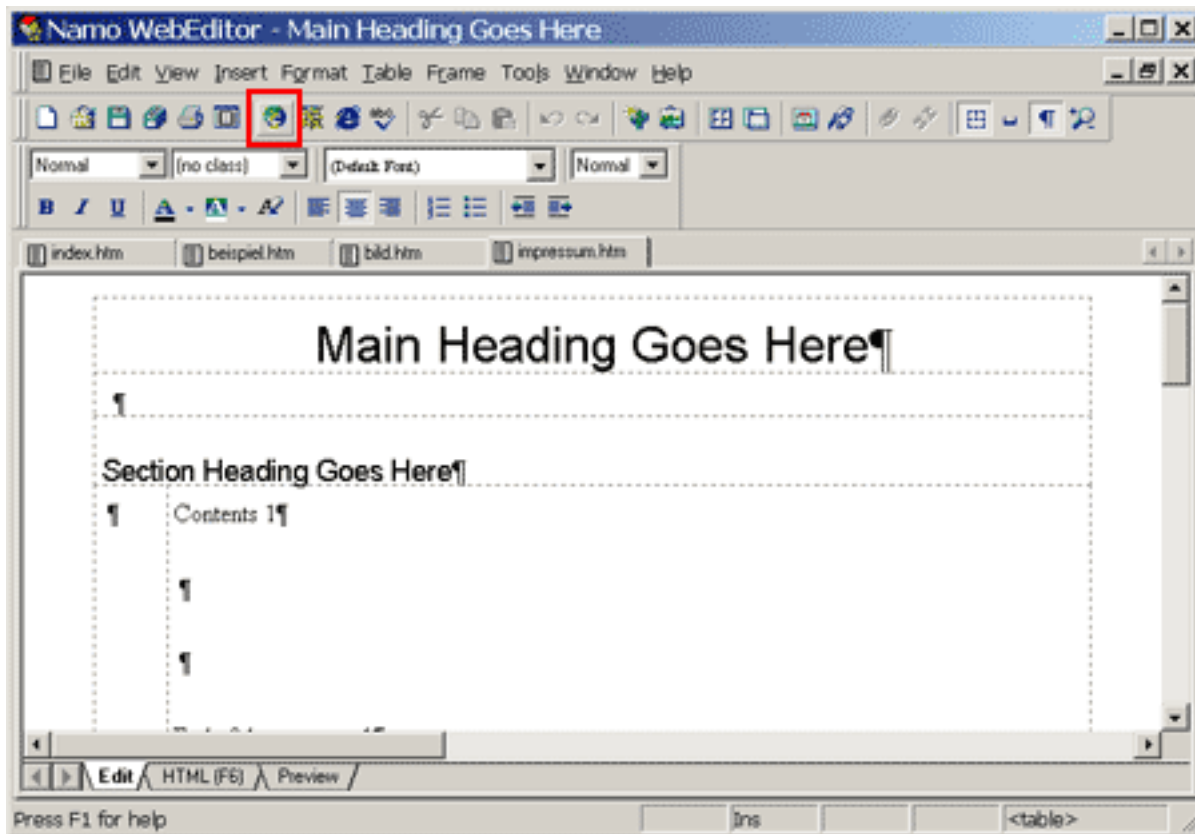 Namo WebEditor - Main Heading Goes Here
File Edit View Insert Format Table Frame Tools Window Help
Normal (no class) (Default Font) Normal
B I U A A A
index.htm beispiel.htm bild.htm impressum.htm
Main Heading Goes Here¶
¶
Section Heading Goes Here¶
¶ Contents 1¶
¶
¶
Edit HTML (F6) Preview
Press F1 for help Ins <table>